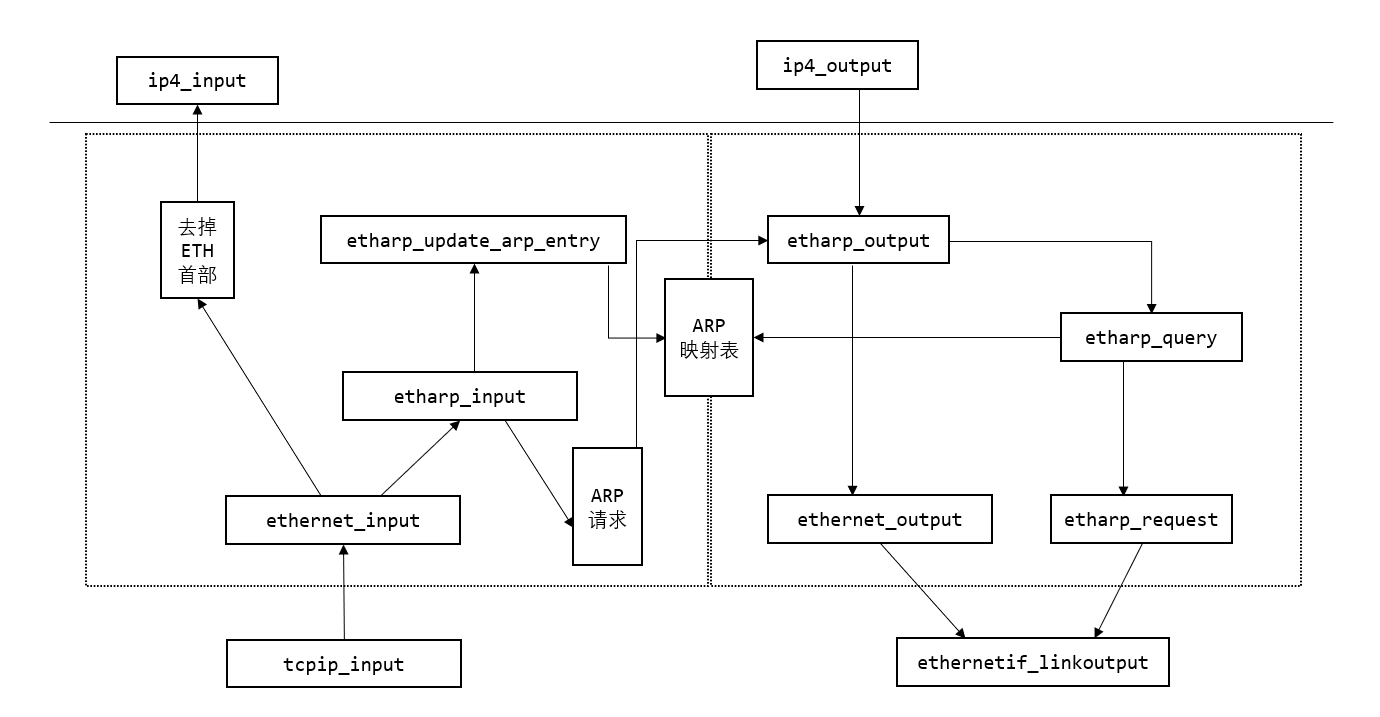 ip4_input
ip4_output
去掉
ETH
首部
etharp_update_arp_entry
etharp_output
ARP
映射表
etharp_query
etharp_input
ARP
请求
ethernet_input
ethernet_output
etharp_request
tcpip_input
ethernetif_linkoutput